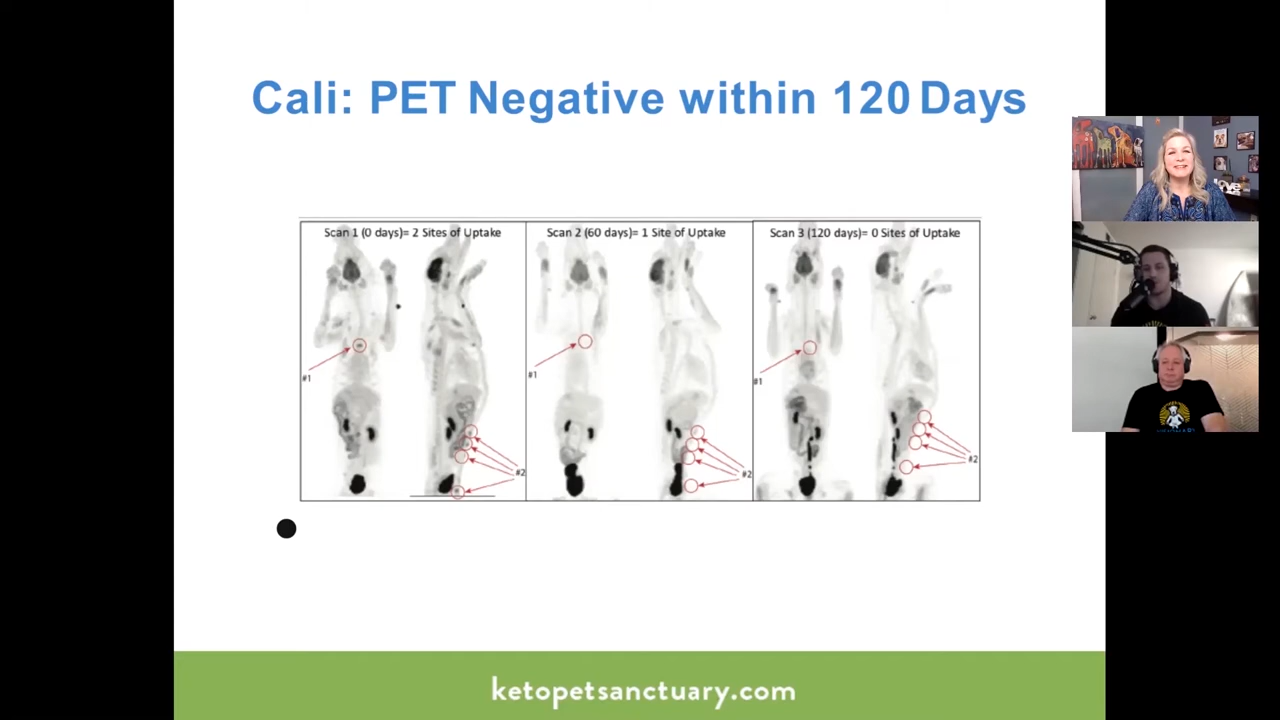 Cali: PET Negative within 120 Days
Scan 1 (0 days)= 2 Sites of Uptake
Scan 2 (60 days)= 1 Site of Uptake
Scan 3 (120 days)= 0 Sites of Uptake
#1
#1
#1
#2
#2
#2
ketopetsanctuary.com